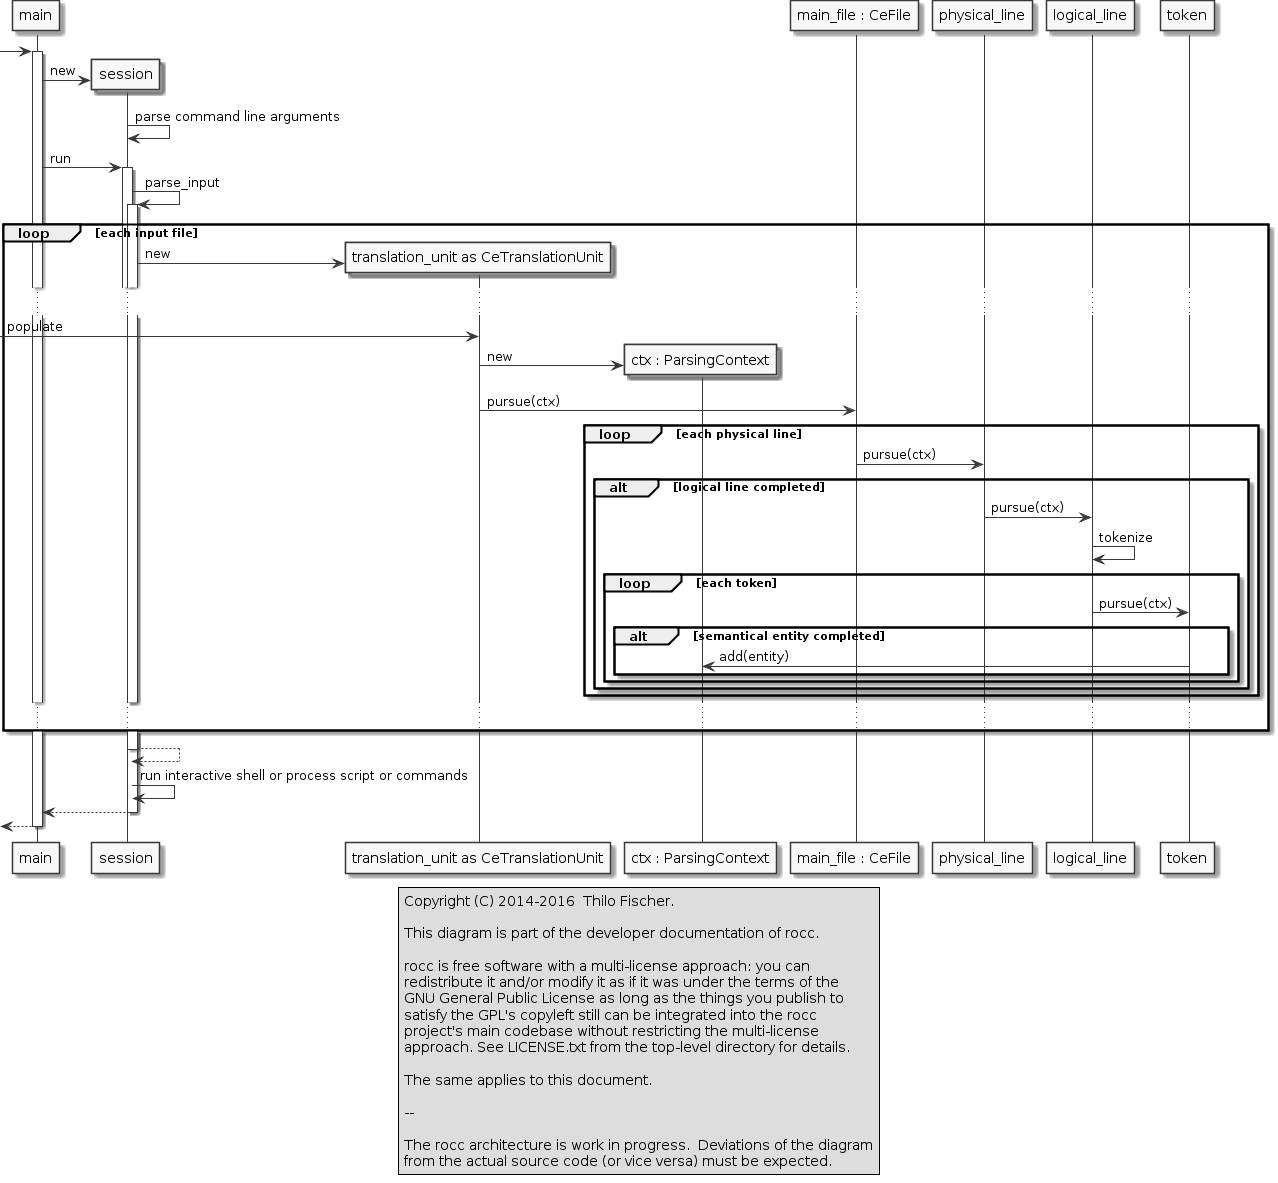 main
main_file : CeFile
physical_line
logical_line
token
new
session
parse command line arguments
run
parse_input
loop
[each input file]
new
translation_unit as CeTranslationUnit
populate
new
ctx : ParsingContext
pursue(ctx)
loop
[each physical line]
pursue(ctx)
alt
[logical line completed]
pursue(ctx)
tokenize
loop
[each token]
pursue(ctx)
alt
[semantical entity completed]
add(entity)
run interactive shell or process script or commands
main
session
translation_unit as CeTranslationUnit
ctx : ParsingContext
main_file : CeFile
physical_line
logical_line
token
Copyright (C) 2014-2016  Thilo Fischer.
This diagram is part of the developer documentation of rocc.
rocc is free software with a multi-license approach: you can
redistribute it and/or modify it as if it was under the terms of the
GNU General Public License as long as the things you publish to
satisfy the GPL's copyleft still can be integrated into the rocc
project's main codebase without restricting the multi-license
approach. See LICENSE.txt from the top-level directory for details.
The same applies to this document.
--
The rocc architecture is work in progress.  Deviations of the diagram
from the actual source code (or vice versa) must be expected.